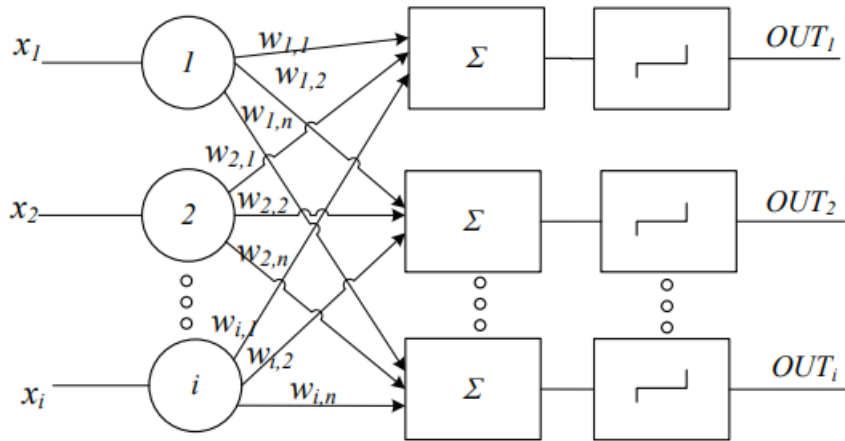 x₁ 1 w₁,₁ Σ OUT₁
w₁,₂
w₁,ₙ
w₂,₁
x₂ 2 w₂,₂ Σ OUT₂
w₂,ₙ
wᵢ,₁
wᵢ,₂
xᵢ i wᵢ,ₙ Σ OUTᵢ